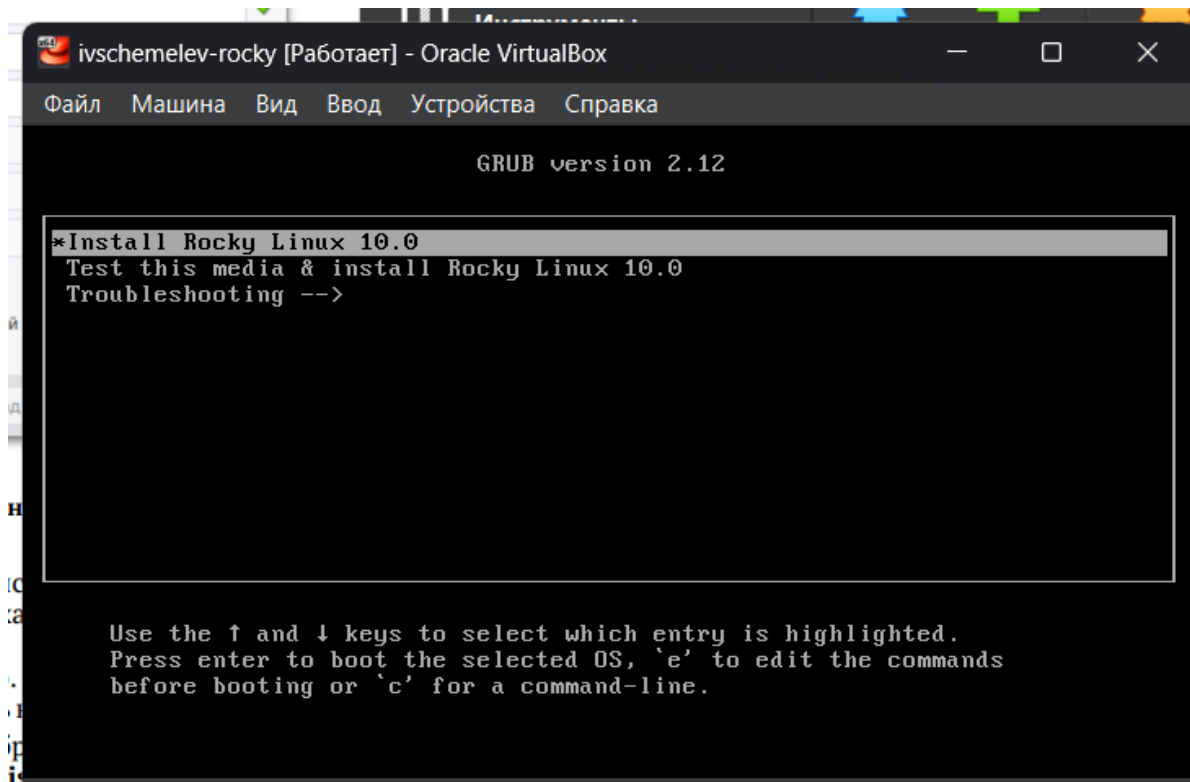 Инструменты
ivschemelev-rocky [Работает] - Oracle VirtualBox
Файл Машина Вид Ввод Устройства Справка
GRUB version 2.12
*Install Rocky Linux 10.0
Test this media & install Rocky Linux 10.0
Troubleshooting -->
Use the ↑ and ↓ keys to select which entry is highlighted.
Press enter to boot the selected OS, `e' to edit the commands
before booting or `c' for a command-line.